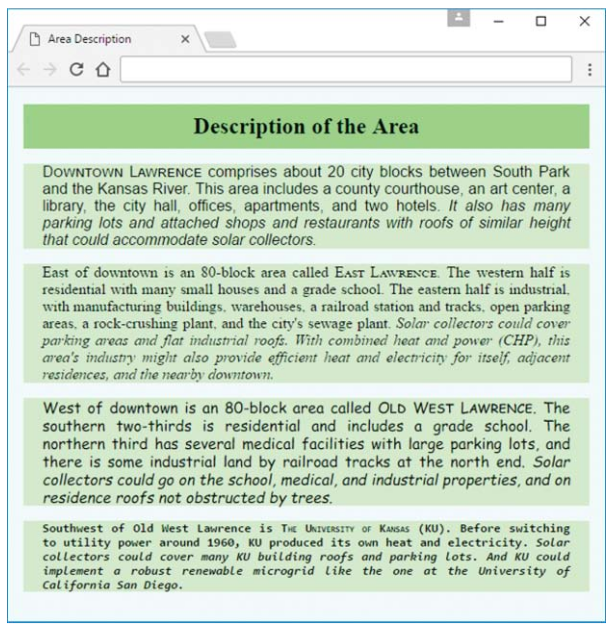 Area Description
Description of the Area
DOWNTOWN LAWRENCE comprises about 20 city blocks between South Park
and the Kansas River. This area includes a county courthouse, an art center, a
library, the city hall, offices, apartments, and two hotels. It also has many
parking lots and attached shops and restaurants with roofs of similar height
that could accommodate solar collectors.
East of downtown is an 80-block area called EAST LAWRENCE. The western half is
residential with many small houses and a grade school. The eastern half is industrial,
with manufacturing buildings, warehouses, a railroad station and tracks, open parking
areas, a rock-crushing plant, and the city's sewage plant. Solar collectors could cover
parking areas and flat industrial roofs. With combined heat and power (CHP), this
area's industry might also provide efficient heat and electricity for itself, adjacent
residences, and the nearby downtown.
West of downtown is an 80-block area called OLD WEST LAWRENCE. The
southern two-thirds is residential and includes a grade school. The
northern third has several medical facilities with large parking lots, and
there is some industrial land by railroad tracks at the north end. Solar
collectors could go on the school, medical, and industrial properties, and on
residence roofs not obstructed by trees.
Southwest of Old West Lawrence is THE UNIVERSITY OF KANSAS (KU). Before switching
to utility power around 1960, KU produced its own heat and electricity. Solar
collectors could cover many KU building roofs and parking lots. And KU could
implement a robust renewable microgrid like the one at the University of
California San Diego.